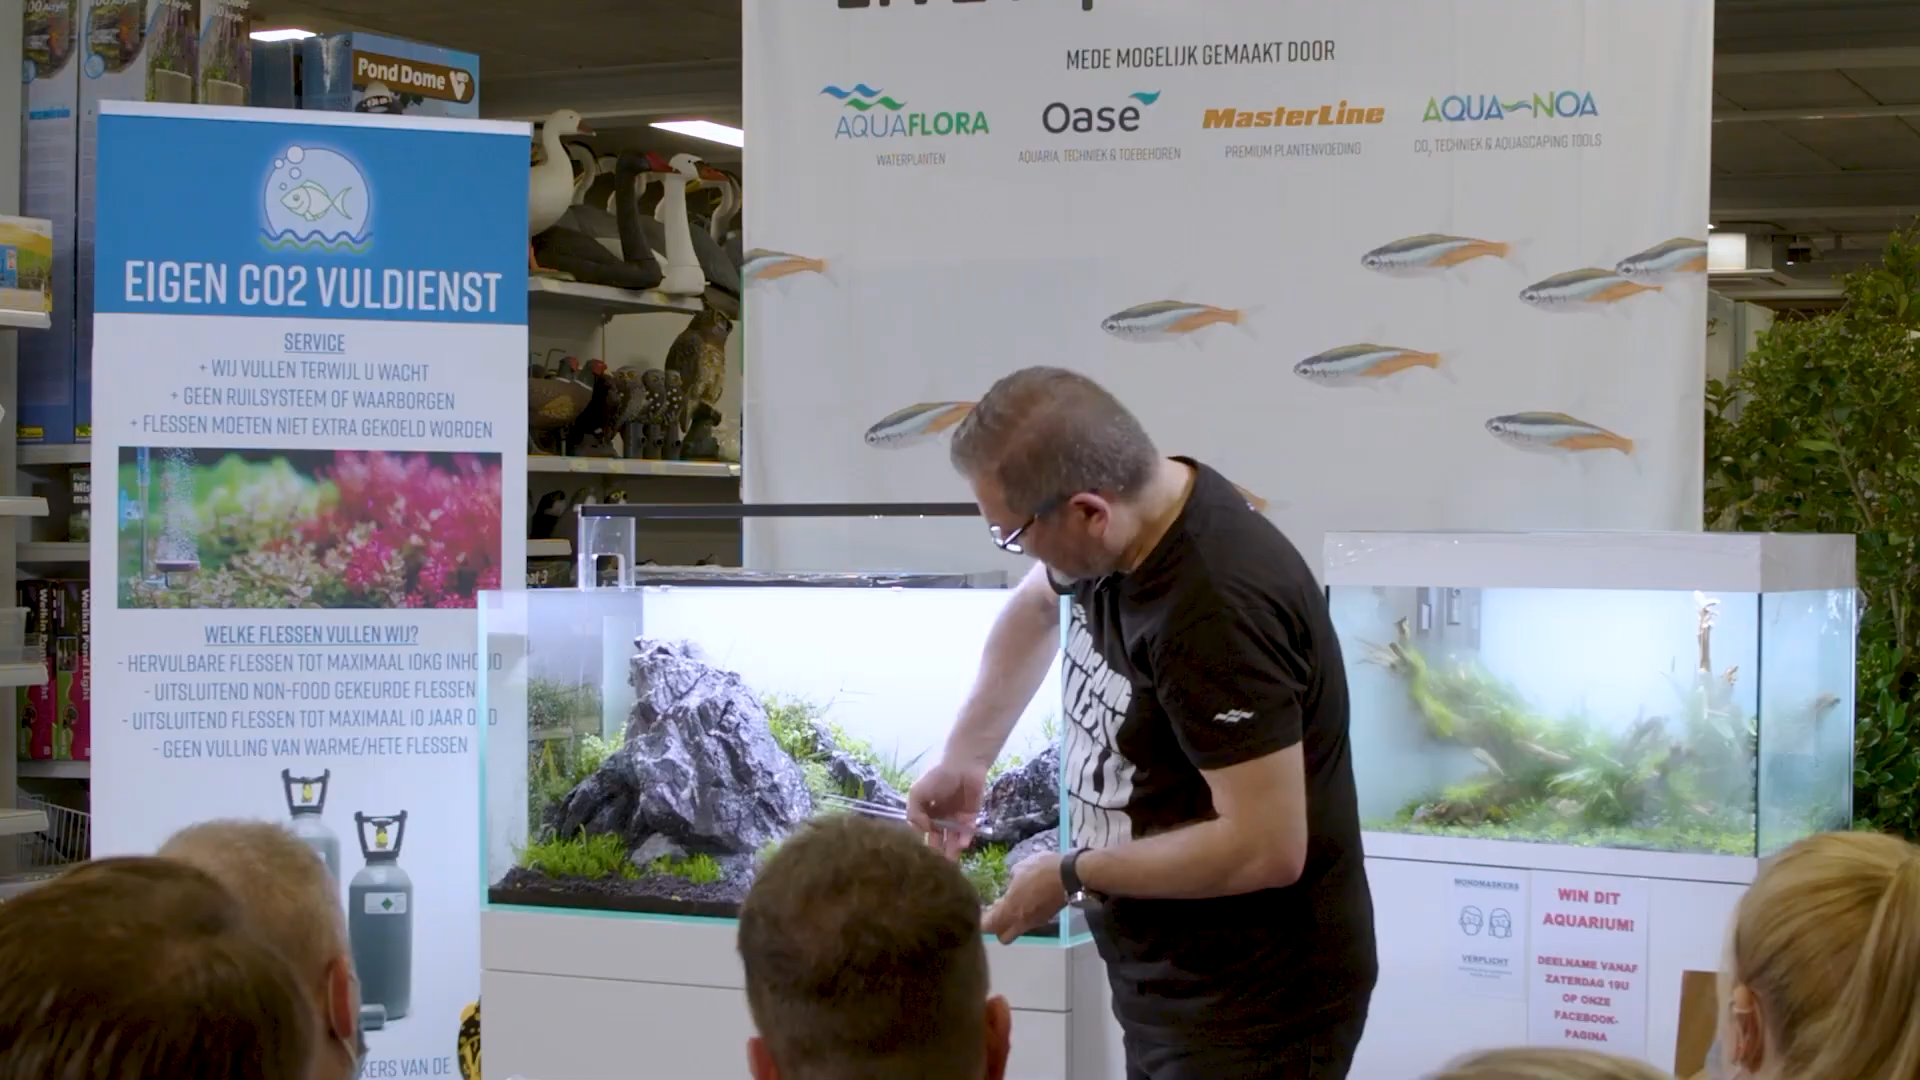 Pond Dome
MEDE MOGELIJK GEMAAKT DOOR
AQUAFLORA
WATERPLANTEN
Oase
AQUARIA, TECHNIEK & TOEBEHOREN
MasterLine
PREMIUM PLANTENVOEDING
AQUA NOA
CO2 TECHNIEK & AQUASCAPING TOOLS
EIGEN CO2 VULDIENST
SERVICE
+ WIJ VULLEN TERWIJL U WACHT
+ GEEN RUILSYSTEEM OF WAARBORGEN
+ FLESSEN MOETEN NIET EXTRA GEKOELD WORDEN
WELKE FLESSEN VULLEN WIJ?
- HERVULBARE FLESSEN TOT MAXIMAAL 10KG INHOUD
- UITSLUITEND NON-FOOD GEKEURDE FLESSEN
- UITSLUITEND FLESSEN TOT MAXIMAAL 10 JAAR OUD
- GEEN VULLING VAN WARME/HETE FLESSEN
KERS VAN DE
MONDMASKERS
VERPLICHT
WIN DIT
AQUARIUM!
DEELNAME VANAF
ZATERDAG 19U
OP ONZE
FACEBOOK-
PAGINA